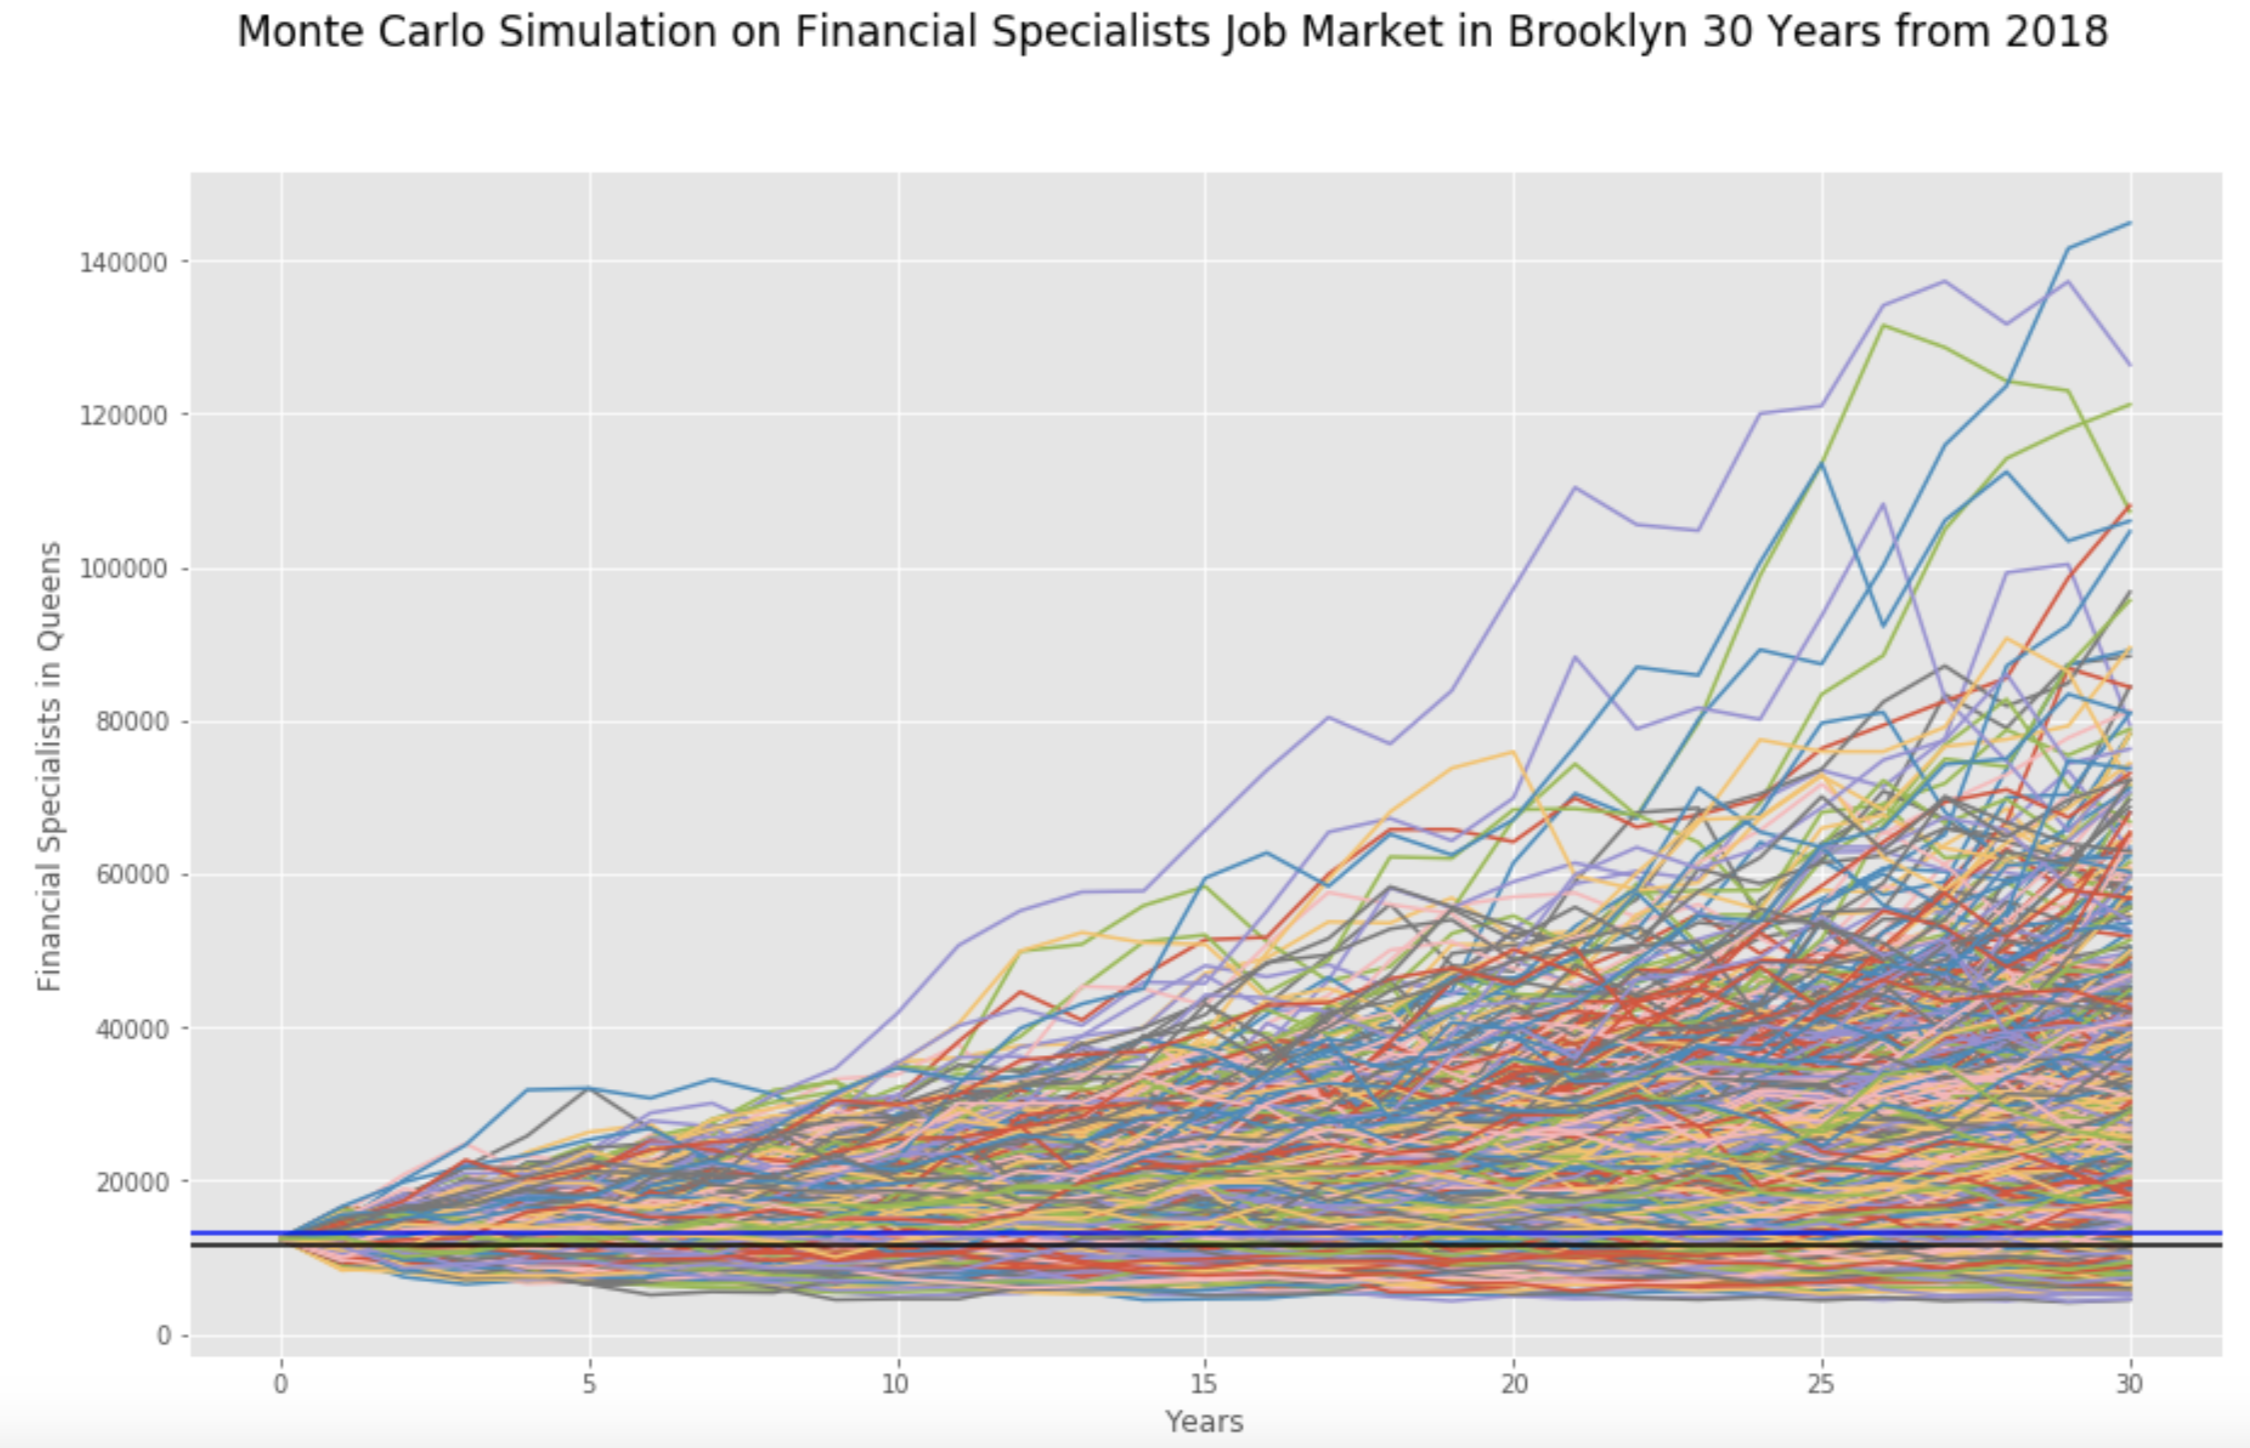 Monte Carlo Simulation on Financial Specialists Job Market in Brooklyn 30 Years from 2018
140000
120000
100000
80000
60000
40000
20000
0
Financial Specialists in Queens
0 5 10 15 20 25 30
Years